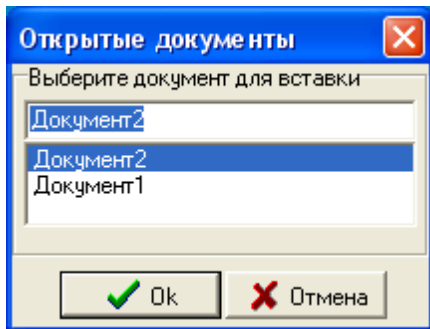 Открытые документы
Выберите документ для вставки
Документ2
Документ2
Документ1
Ok
Отмена